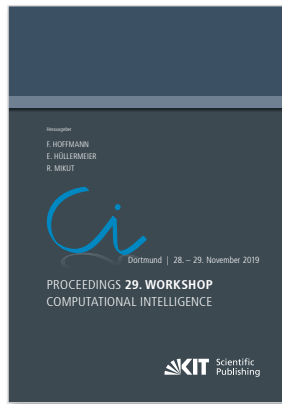 Herausgeber
F. HOFFMANN
E. HÜLLERMEIER
R. MIKUT
Ci
Dortmund | 28. – 29. November 2019
PROCEEDINGS 29. WORKSHOP
COMPUTATIONAL INTELLIGENCE
KIT Scientific
Publishing